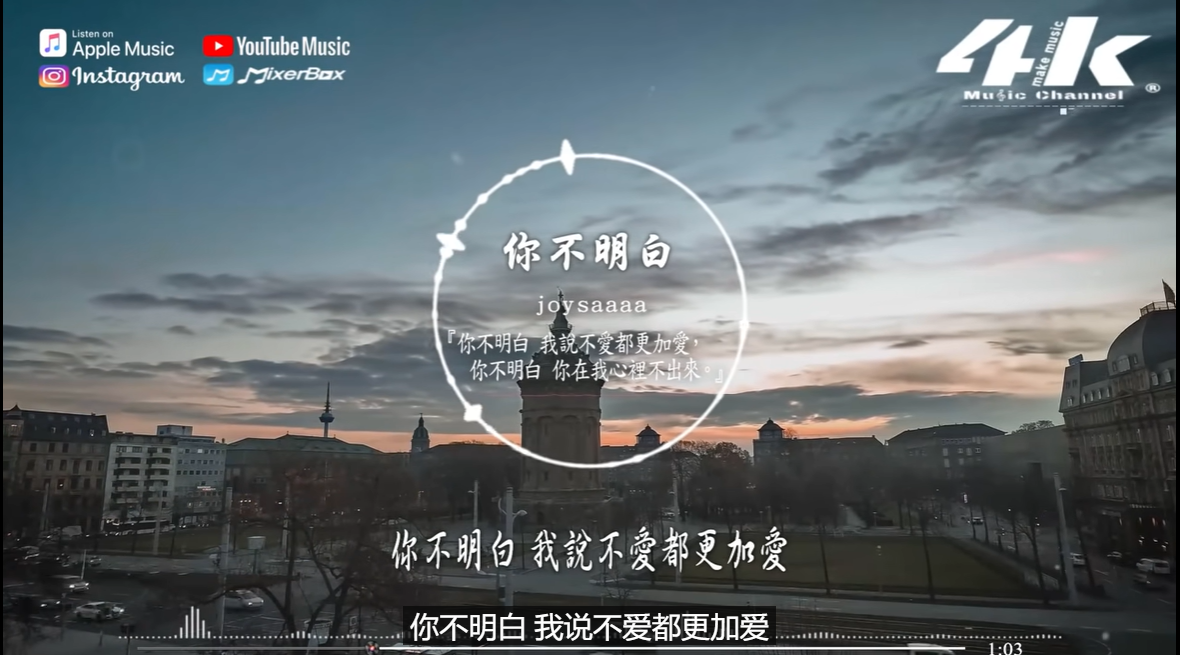 Listen on
Apple Music
YouTube Music
Instagram
MixerBox
4k
make music
Music Channel ®
你不明白
joysaaaa
『你不明白 我說不愛都更加愛，
你不明白 你在我心裡不出來。』
你不明白 我說不愛都更加愛
你不明白 我说不爱都更加爱
1:03